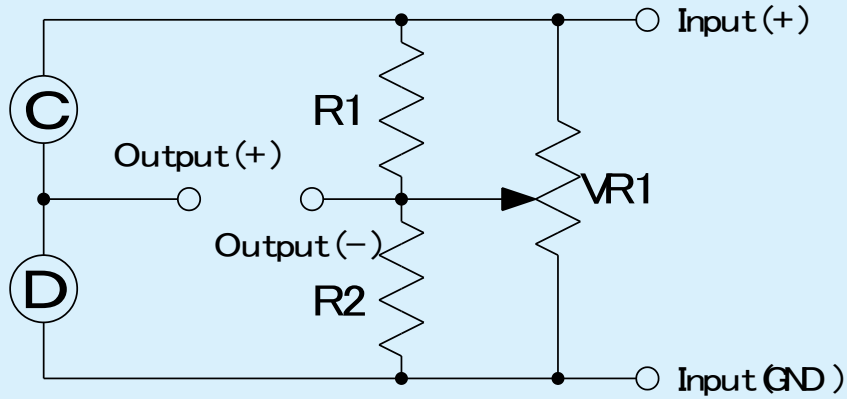 Input(+)
C
R1
Output(+)
VR1
Output(−)
D
R2
Input(GND)